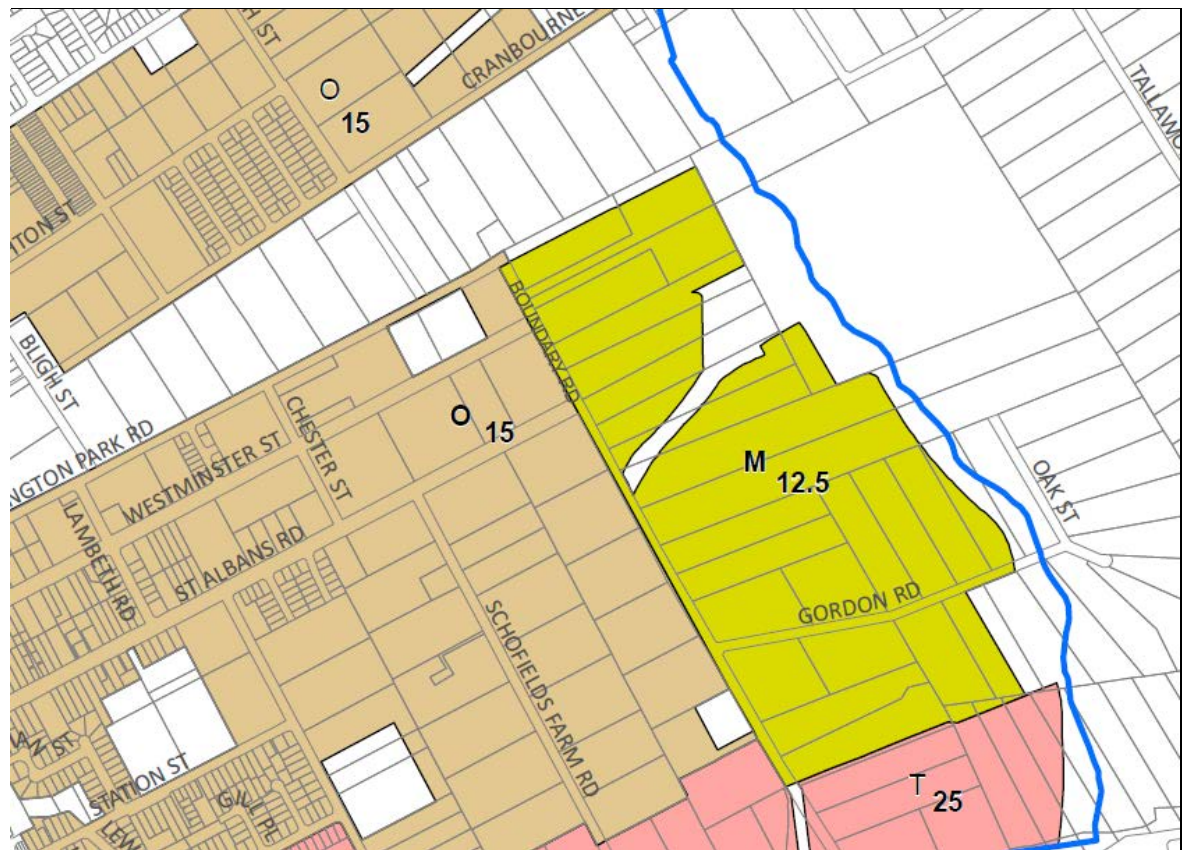 CRANBOURNE
O
15
BLIGH ST
BOUNDARY RD
CHESTER ST
O
15
WESTMINSTER ST
LAMBETH RD
ST ALBANS RD
M
12.5
OAK ST
GORDON RD
SCHOFIELDS FARM RD
STATION ST
GILL PL
T
25